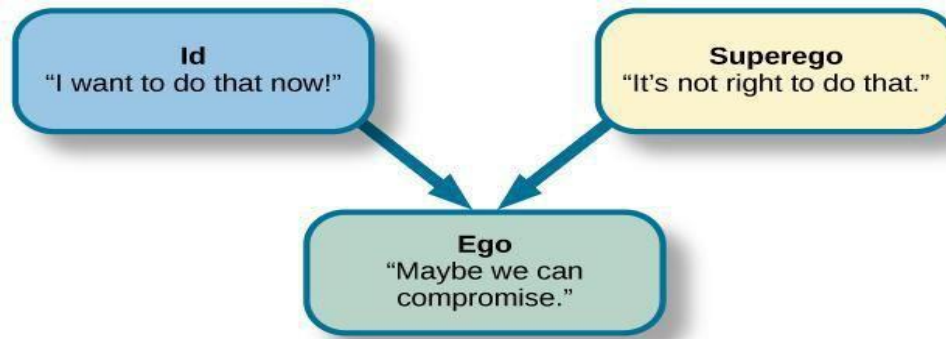 Id
“I want to do that now!”
Superego
“It’s not right to do that.”
Ego
“Maybe we can
compromise.”